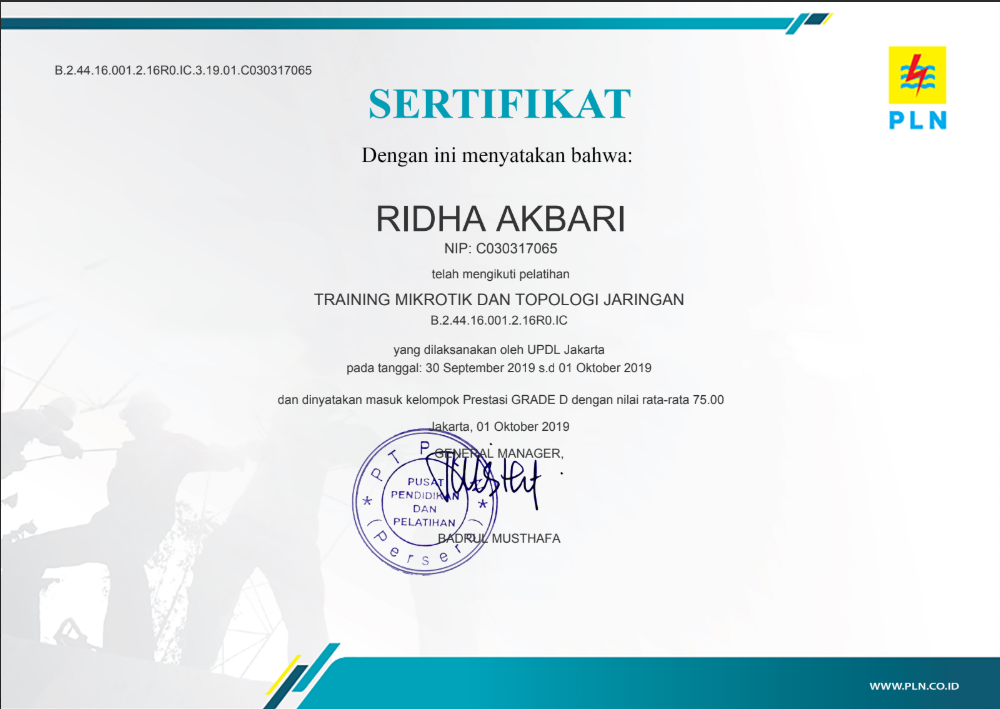 B.2.44.16.001.2.16R0.IC.3.19.01.C030317065
PLN
SERTIFIKAT
Dengan ini menyatakan bahwa:
RIDHA AKBARI
NIP: C030317065
telah mengikuti pelatihan
TRAINING MIKROTIK DAN TOPOLOGI JARINGAN
B.2.44.16.001.2.16R0.IC
yang dilaksanakan oleh UPDL Jakarta
pada tanggal: 30 September 2019 s.d 01 Oktober 2019
dan dinyatakan masuk kelompok Prestasi GRADE D dengan nilai rata-rata 75.00
Jakarta, 01 Oktober 2019
GENERAL MANAGER,
PT P
PUSAT
PENDIDIKAN
DAN
PELATIHAN
(Perser
BADRUL MUSTHAFA
WWW.PLN.CO.ID